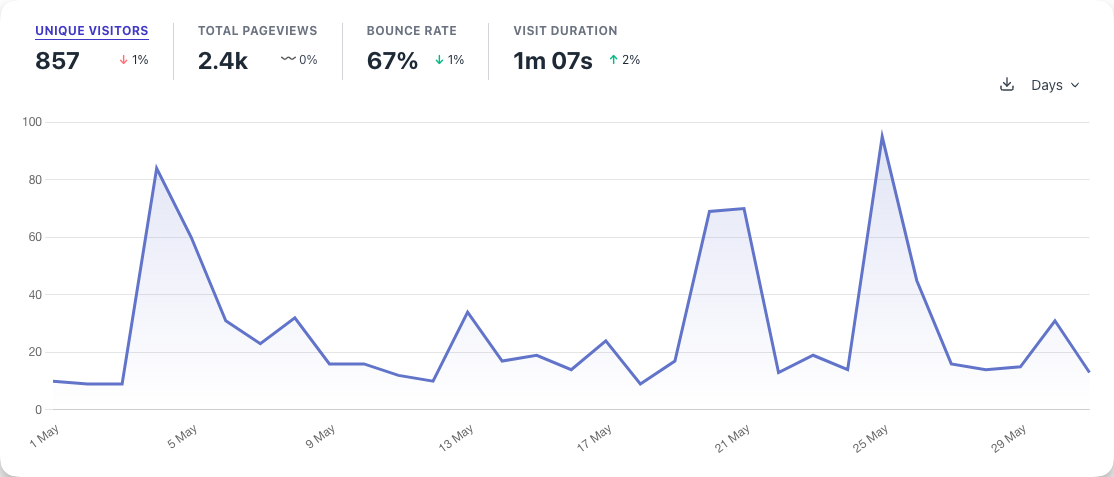 UNIQUE VISITORS TOTAL PAGEVIEWS BOUNCE RATE VISIT DURATION
857 1% 2.4k 0% 67% 1% 1m 07s 2%
Days
100
80
60
40
20
0
1 May 5 May 9 May 13 May 17 May 21 May 25 May 29 May